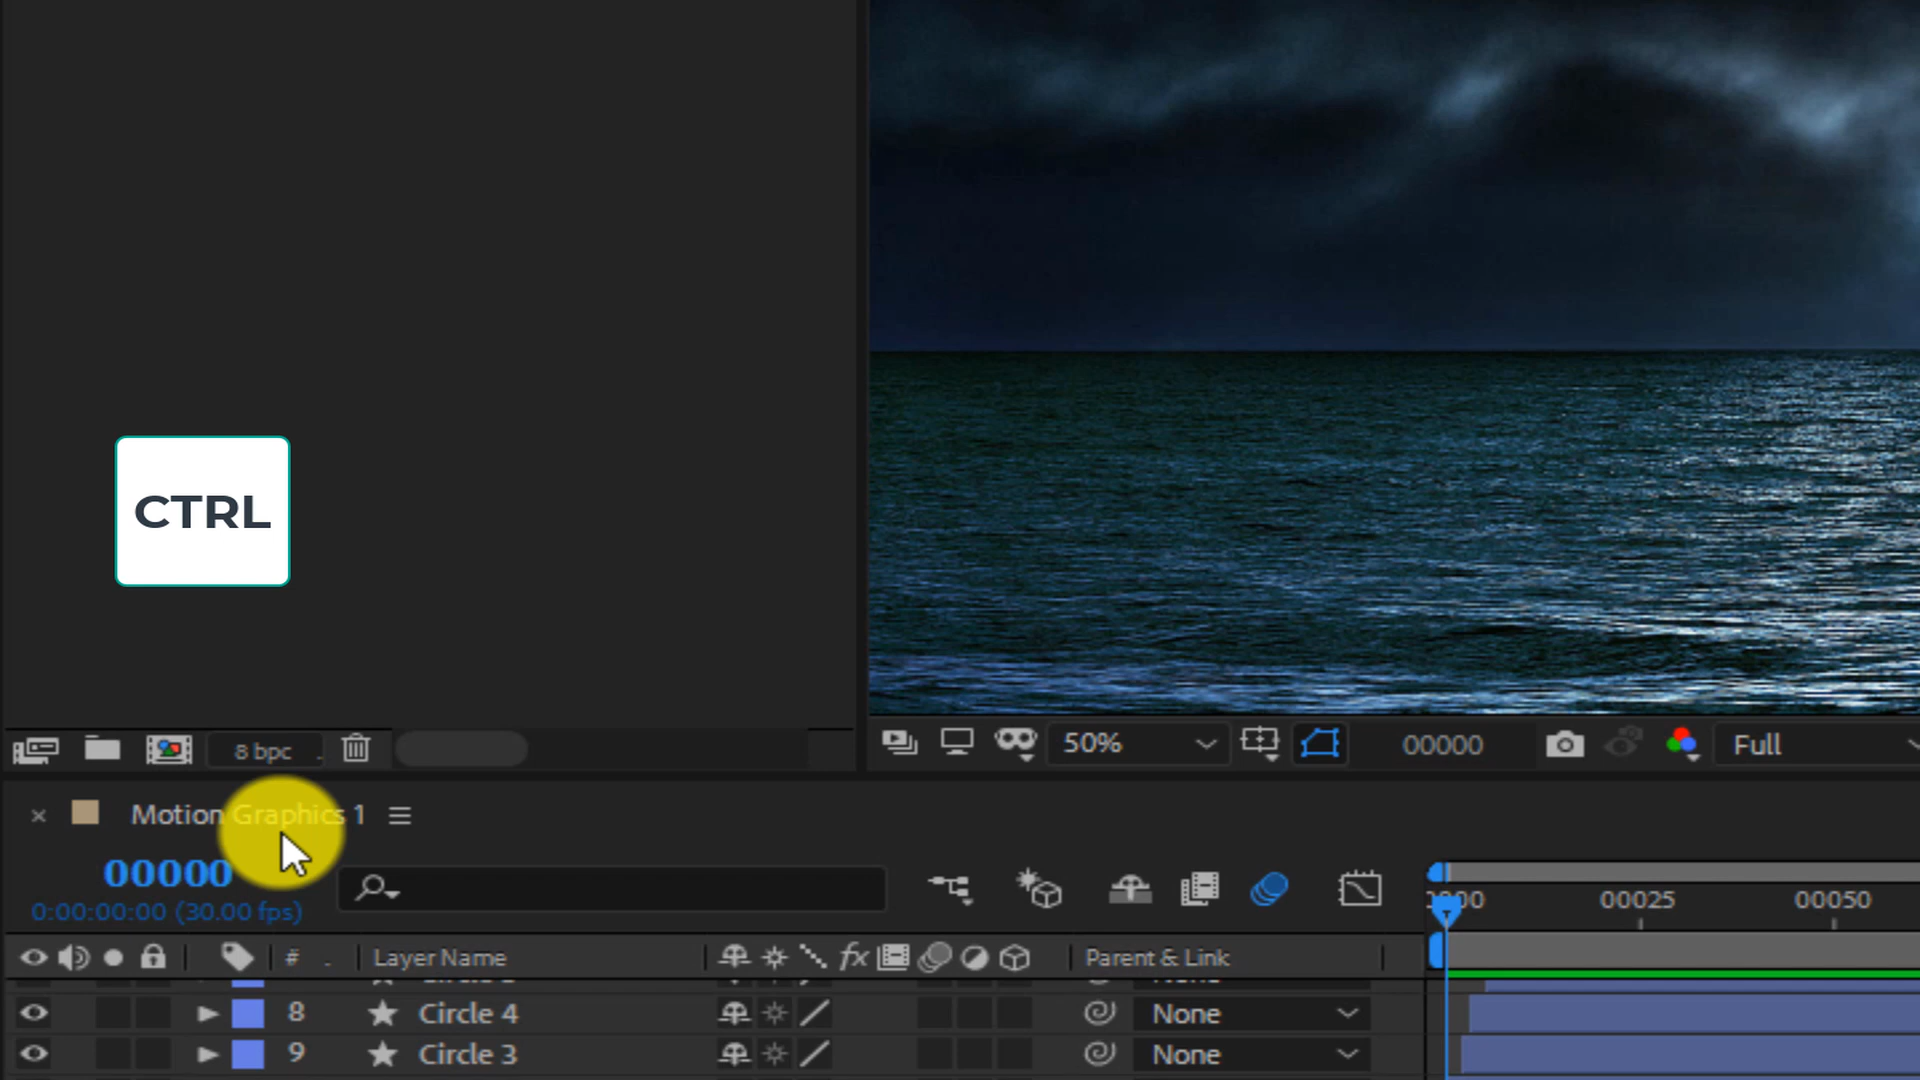 CTRL
8 bpc
50%
00000
Full
Motion Graphics 1
00000
0:00:00:00 (30.00 fps)
00025
00050
# . Layer Name
fx
Parent & Link
8 Circle 4 None
9 Circle 3 None